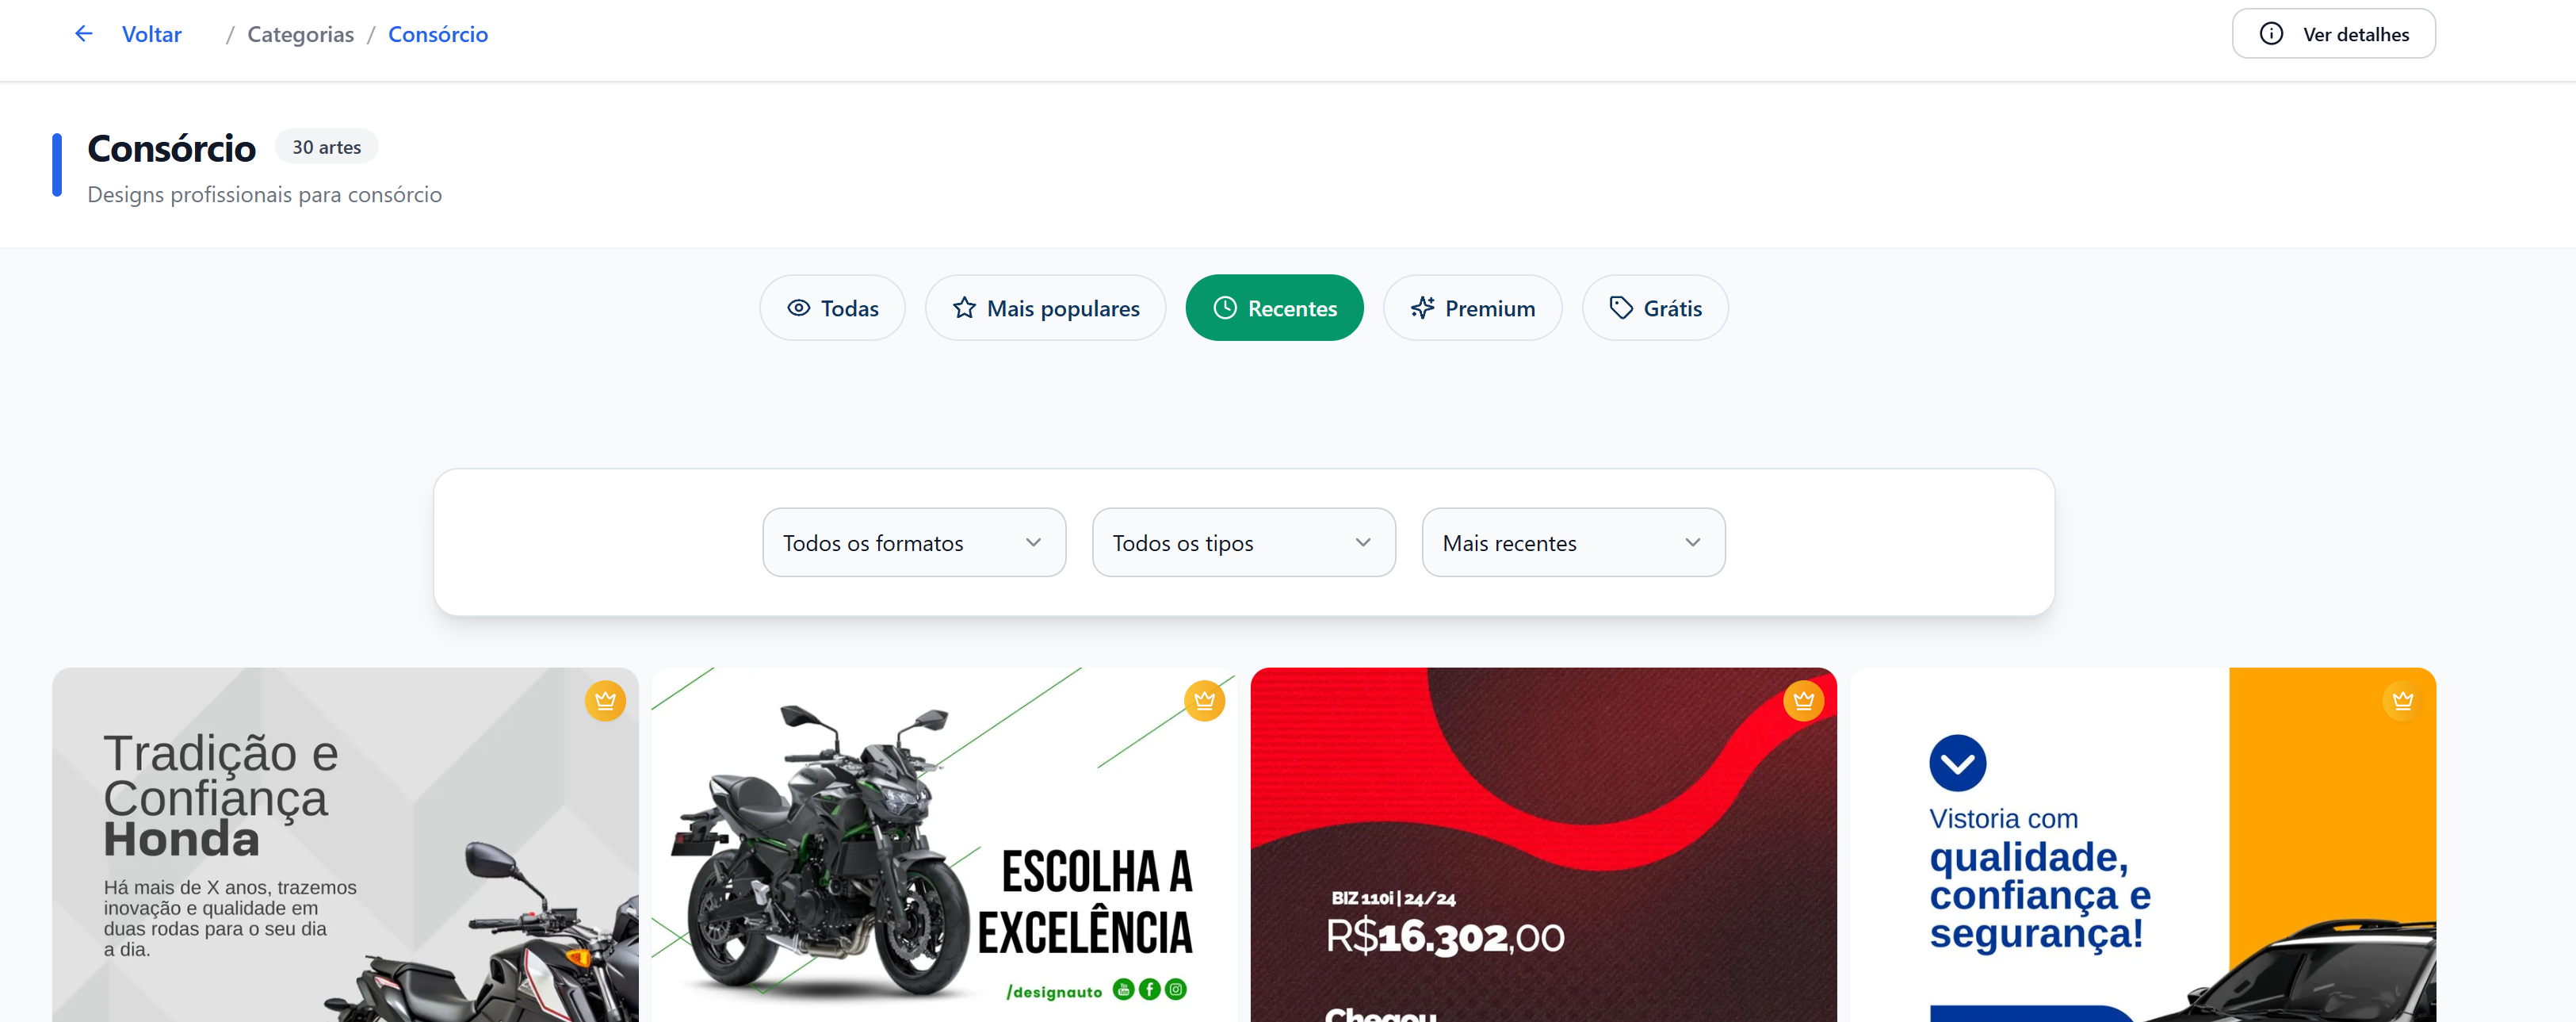 Voltar / Categorias / Consórcio
Ver detalhes
Consórcio
30 artes
Designs profissionais para consórcio
Todas
Mais populares
Recentes
Premium
Grátis
Todos os formatos
Todos os tipos
Mais recentes
Tradição e
Confiança
Honda
Há mais de X anos, trazemos
inovação e qualidade em
duas rodas para o seu dia
a dia.
ESCOLHA A
EXCELÊNCIA
/designauto
BIZ 110i | 24/24
R$16.302,00
Chegou
Vistoria com
qualidade,
confiança e
segurança!